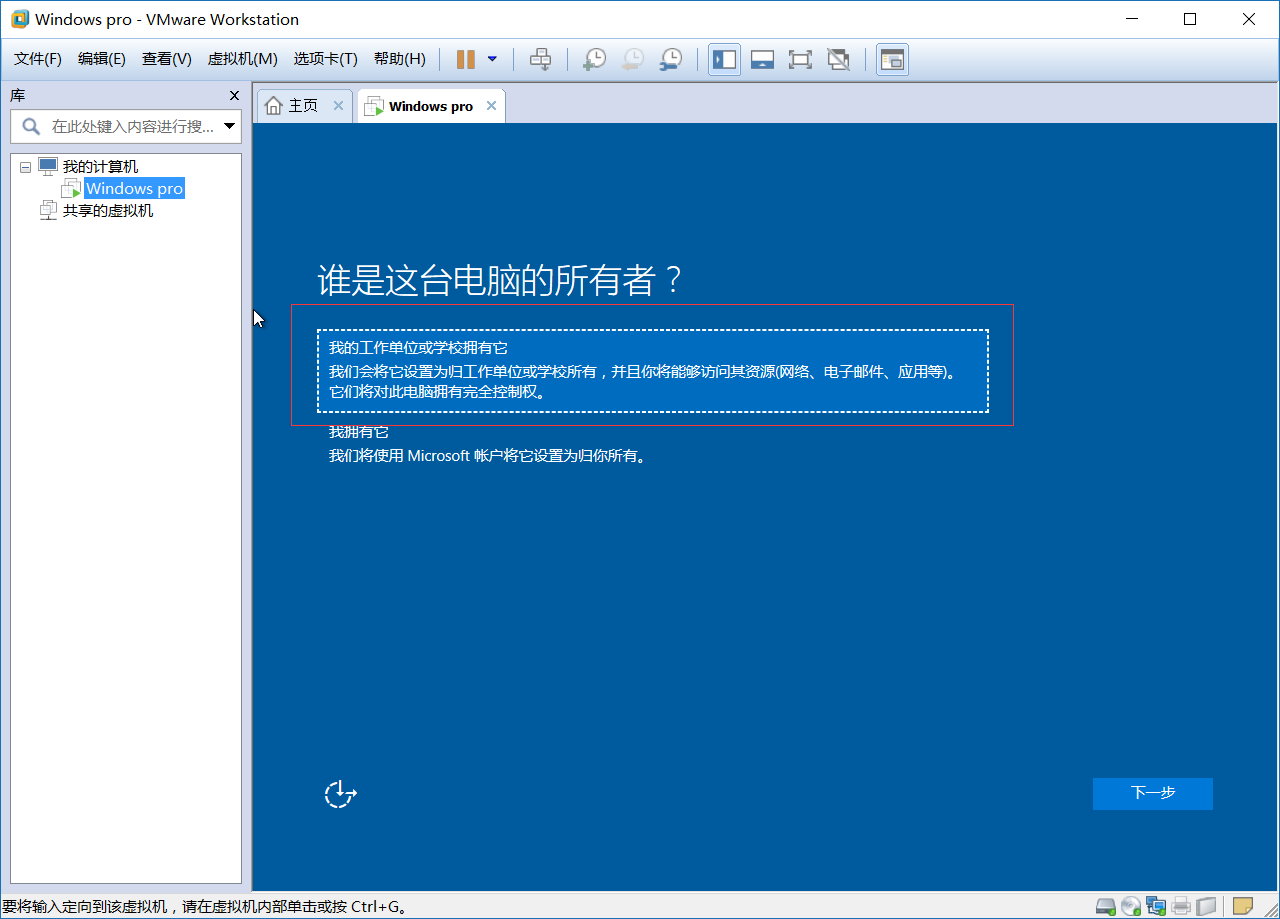 Windows pro - VMware Workstation
文件(F) 编辑(E) 查看(V) 虚拟机(M) 选项卡(T) 帮助(H)
库
在此处键入内容进行搜...
我的计算机
Windows pro
共享的虚拟机
主页
Windows pro
谁是这台电脑的所有者？
我的工作单位或学校拥有它
我们会将它设置为归工作单位或学校所有，并且你将能够访问其资源(网络、电子邮件、应用等)。
它们将对此电脑拥有完全控制权。
我拥有它
我们将使用 Microsoft 帐户将它设置为归你所有。
下一步
要将输入定向到该虚拟机，请在虚拟机内部单击或按 Ctrl+G。